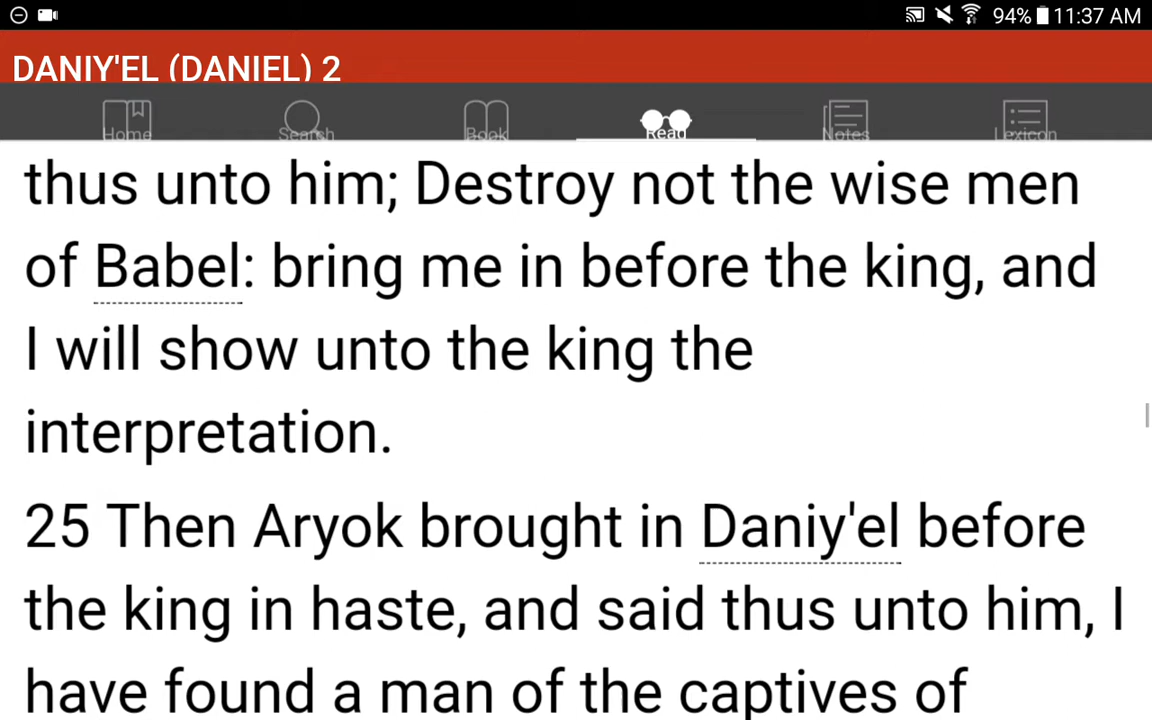 94% 11:37 AM
DANIY'EL (DANIEL) 2
Home Search Book Read Notes Lexicon
thus unto him; Destroy not the wise men
of Babel: bring me in before the king, and
I will show unto the king the
interpretation.
25 Then Aryok brought in Daniy'el before
the king in haste, and said thus unto him, I
have found a man of the captives of